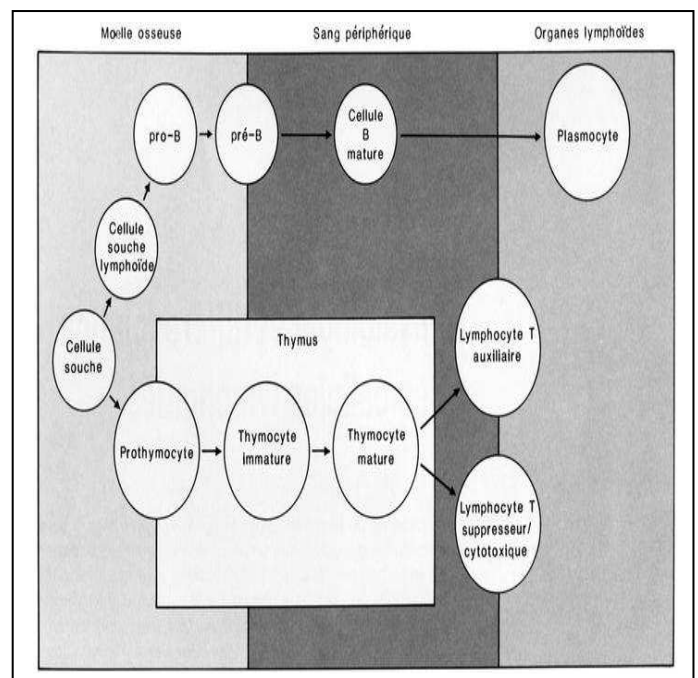 Moelle osseuse
Sang périphérique
Organes lymphoïdes
pro-B
pré-B
Cellule
B
mature
Plasmocyte
Cellule
souche
lymphoïde
Cellule
souche
Thymus
Prothymocyte
Thymocyte
immature
Thymocyte
mature
Lymphocyte T
auxiliaire
Lymphocyte T
suppresseur/
cytotoxique